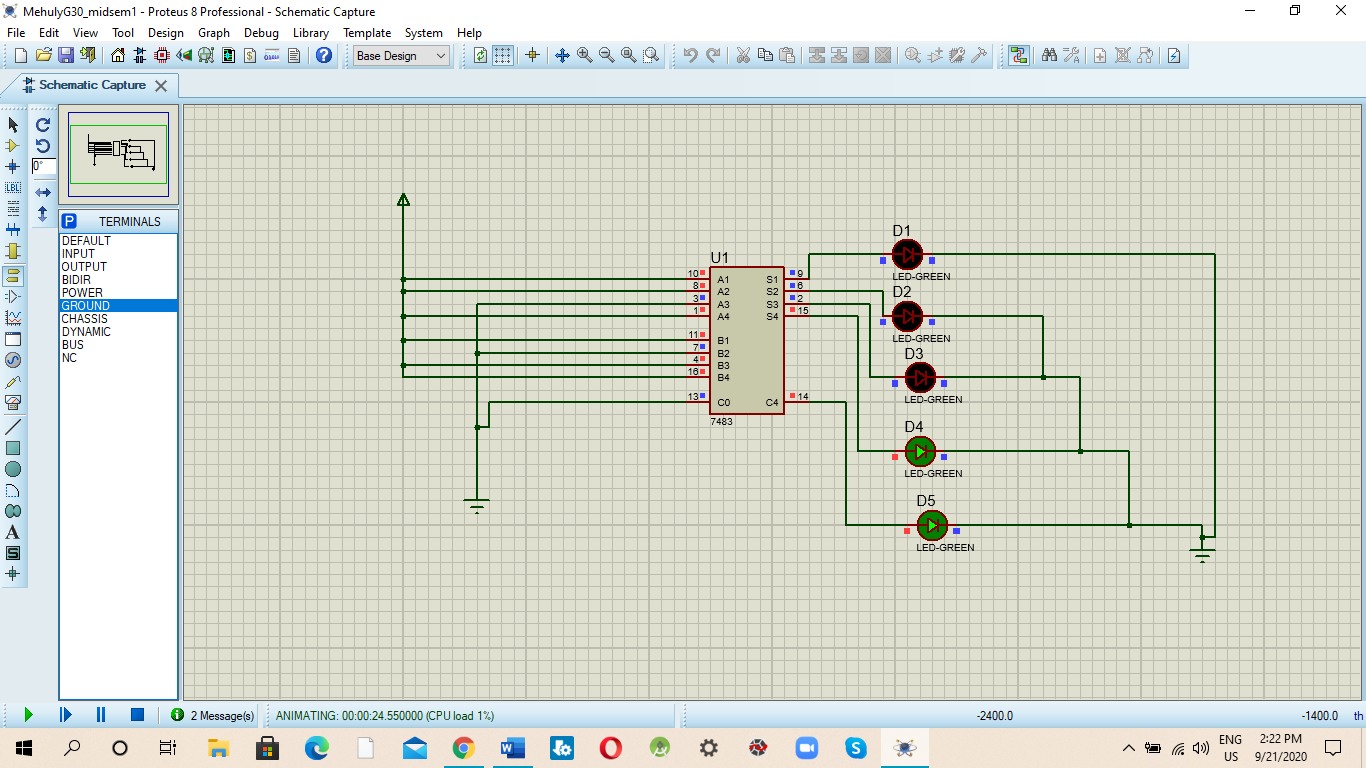 MehulyG30_midsem1 - Proteus 8 Professional - Schematic Capture
File Edit View Tool Design Graph Debug Library Template System Help
Base Design
Schematic Capture
0°
LBL
P TERMINALS
DEFAULT
INPUT
OUTPUT
BIDIR
POWER
GROUND
CHASSIS
DYNAMIC
BUS
NC
A
S
U1
10 A1 S1 9
8 A2 S2 6
3 A3 S3 2
1 A4 S4 15
11 B1
7 B2
4 B3
16 B4
13 C0 C4 14
7483
D1
LED-GREEN
D2
LED-GREEN
D3
LED-GREEN
D4
LED-GREEN
D5
LED-GREEN
2 Message(s) ANIMATING: 00:00:24.550000 (CPU load 1%) -2400.0 -1400.0 th
ENG 2:22 PM
US 9/21/2020